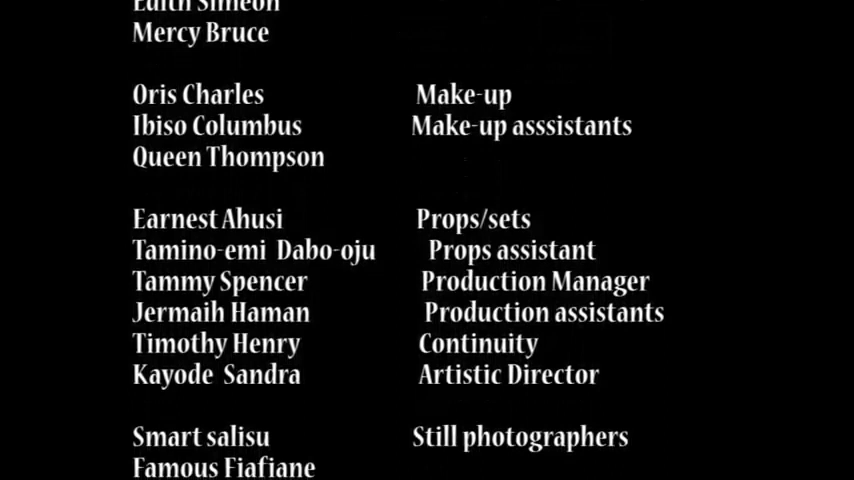 Edith Simeon
Mercy Bruce
Oris Charles Make-up
Ibiso Columbus Make-up asssistants
Queen Thompson
Earnest Ahusi Props/sets
Tamino-emi Dabo-oju Props assistant
Tammy Spencer Production Manager
Jermaih Haman Production assistants
Timothy Henry Continuity
Kayode Sandra Artistic Director
Smart salisu Still photographers
Famous Fiafiane